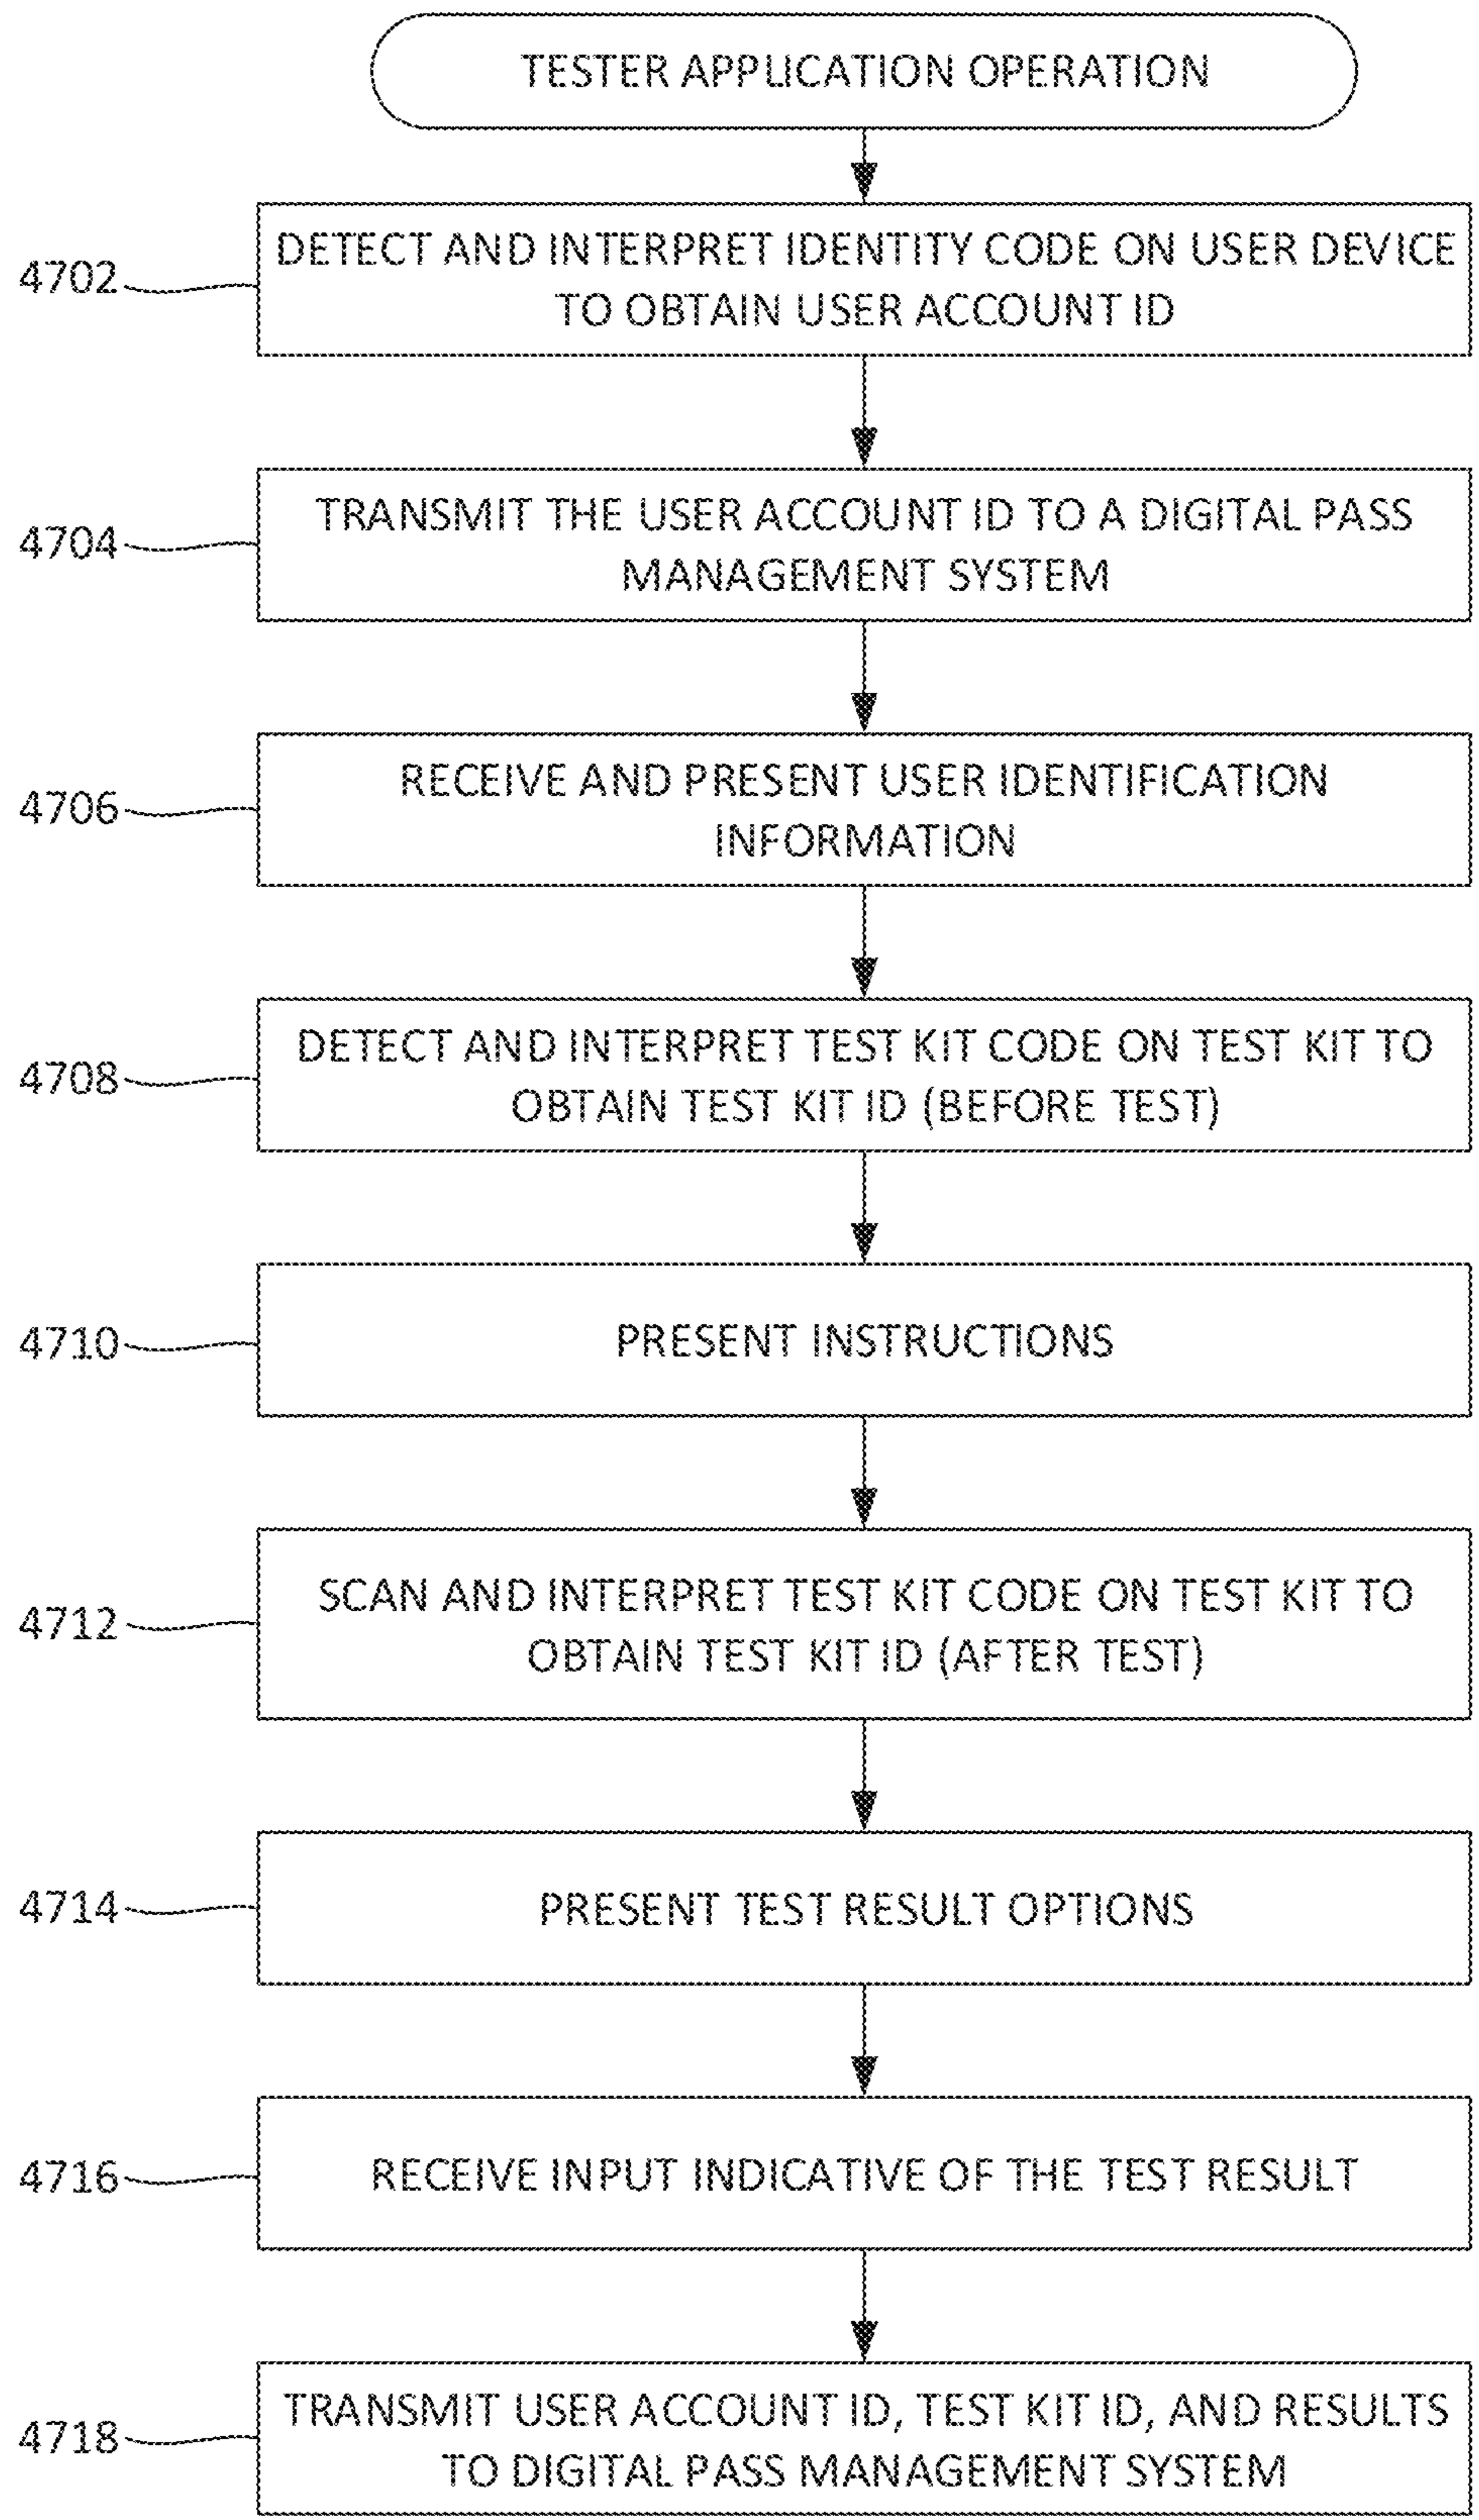 TESTER APPLICATION OPERATION
4702
DETECT AND INTERPRET IDENTITY CODE ON USER DEVICE
TO OBTAIN USER ACCOUNT ID
4704
TRANSMIT THE USER ACCOUNT ID TO A DIGITAL PASS
MANAGEMENT SYSTEM
4706
RECEIVE AND PRESENT USER IDENTIFICATION
INFORMATION
4708
DETECT AND INTERPRET TEST KIT CODE ON TEST KIT TO
OBTAIN TEST KIT ID (BEFORE TEST)
4710
PRESENT INSTRUCTIONS
4712
SCAN AND INTERPRET TEST KIT CODE ON TEST KIT TO
OBTAIN TEST KIT ID (AFTER TEST)
4714
PRESENT TEST RESULT OPTIONS
4716
RECEIVE INPUT INDICATIVE OF THE TEST RESULT
4718
TRANSMIT USER ACCOUNT ID, TEST KIT ID, AND RESULTS
TO DIGITAL PASS MANAGEMENT SYSTEM